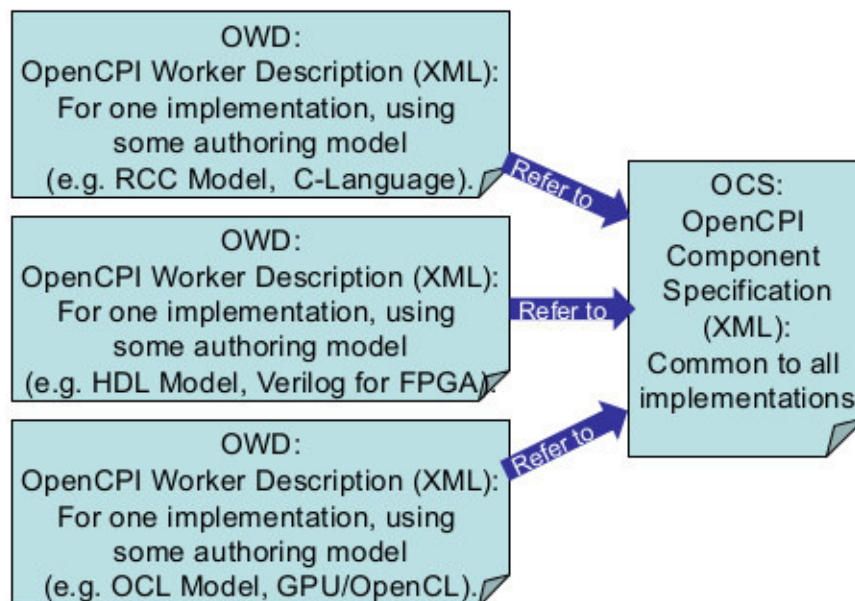 OWD:
OpenCPI Worker Description (XML):
For one implementation, using
some authoring model
(e.g. RCC Model, C-Language).
Refer to
OWD:
OpenCPI Worker Description (XML):
For one implementation, using
some authoring model
(e.g. HDL Model, Verilog for FPGA).
Refer to
OWD:
OpenCPI Worker Description (XML):
For one implementation, using
some authoring model
(e.g. OCL Model, GPU/OpenCL).
Refer to
OCS:
OpenCPI
Component
Specification
(XML):
Common to all
implementations